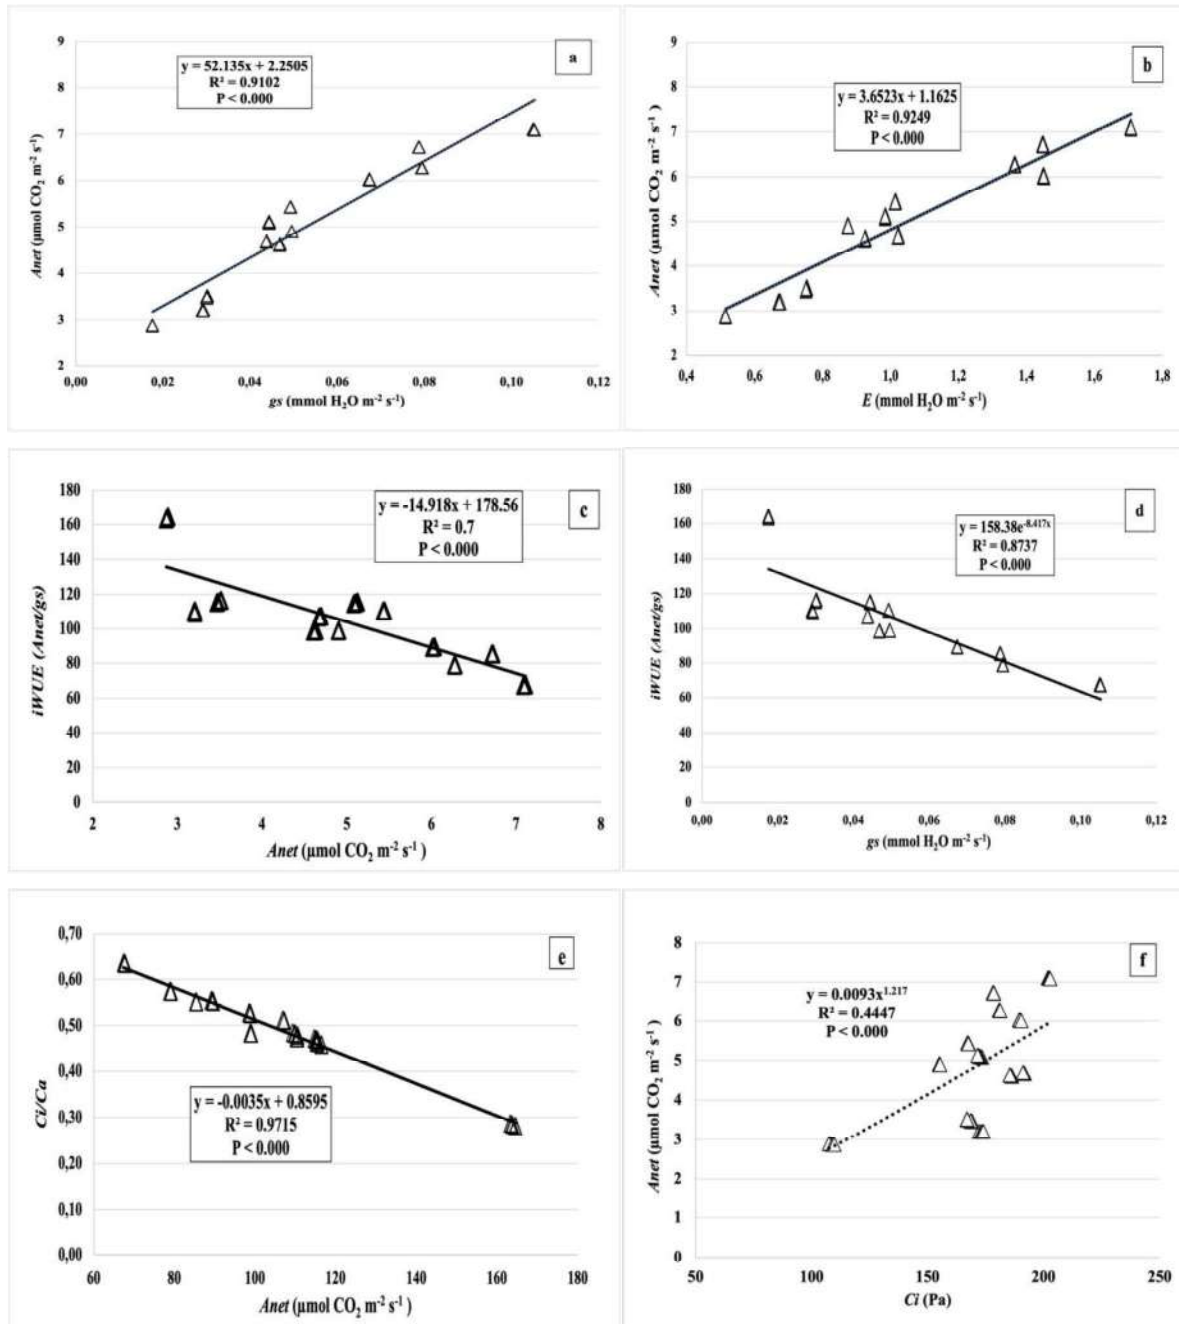 a
y = 52.135x + 2.2505
R² = 0.9102
P < 0.000
Anet (µmol CO₂ m⁻² s⁻¹)
9
8
7
6
5
4
3
2
0,00 0,02 0,04 0,06 0,08 0,10 0,12
gs (mmol H₂O m⁻² s⁻¹)
b
y = 3.6523x + 1.1625
R² = 0.9249
P < 0.000
Anet (µmol CO₂ m⁻² s⁻¹)
9
8
7
6
5
4
3
2
0,4 0,6 0,8 1,0 1,2 1,4 1,6 1,8
E (mmol H₂O m⁻² s⁻¹)
c
y = -14.918x + 178.56
R² = 0.7
P < 0.000
iWUE (Anet/gs)
180
160
140
120
100
80
60
40
20
0
2 3 4 5 6 7 8
Anet (µmol CO₂ m⁻² s⁻¹ )
d
y = 158.38e⁻⁸·⁴¹⁷ˣ
R² = 0.8737
P < 0.000
iWUE (Anet/gs)
180
160
140
120
100
80
60
40
20
0
0,00 0,02 0,04 0,06 0,08 0,10 0,12
gs (mmol H₂O m⁻² s⁻¹ )
e
y = -0.0035x + 0.8595
R² = 0.9715
P < 0.000
Ci/Ca
0,70
0,60
0,50
0,40
0,30
0,20
0,10
0,00
60 80 100 120 140 160 180
Anet (µmol CO₂ m⁻² s⁻¹ )
f
y = 0.0093x¹·²¹⁷
R² = 0.4447
P < 0.000
Anet (µmol CO₂ m⁻² s⁻¹ )
8
7
6
5
4
3
2
1
0
50 100 150 200 250
Ci (Pa)